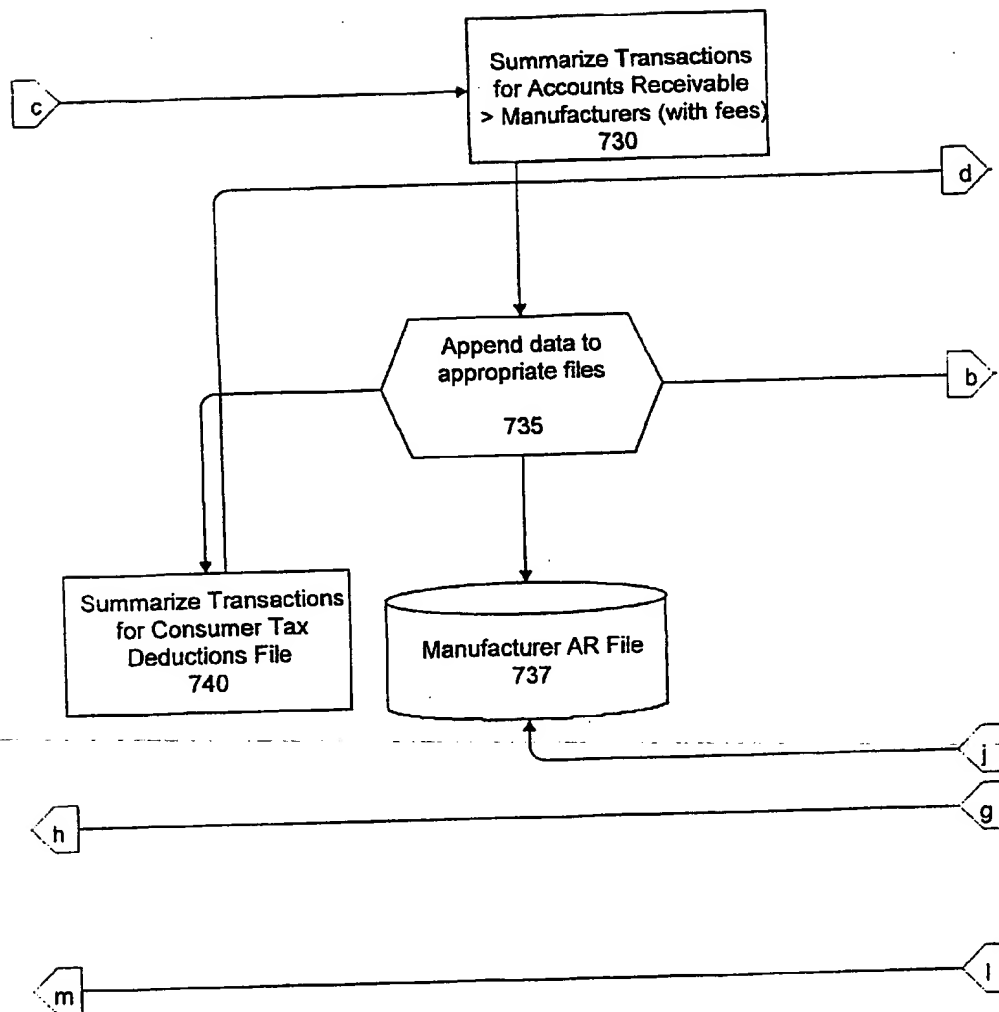 Summarize Transactions
for Accounts Receivable
> Manufacturers (with fees)
730
c
d
Append data to
appropriate files
735
b
Summarize Transactions
for Consumer Tax
Deductions File
740
Manufacturer AR File
737
j
g
h
l
m